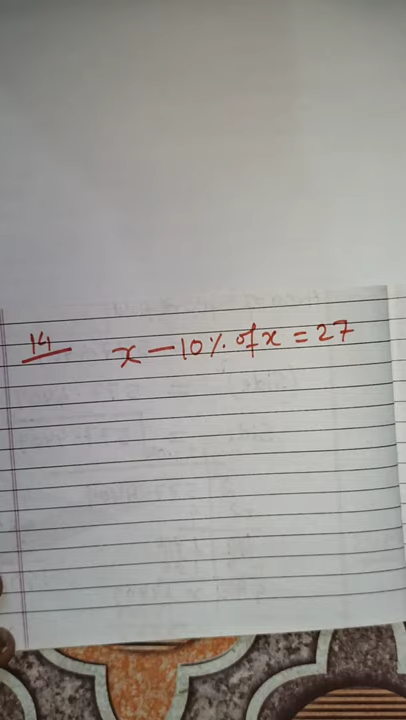 14 x - 10% of x = 27